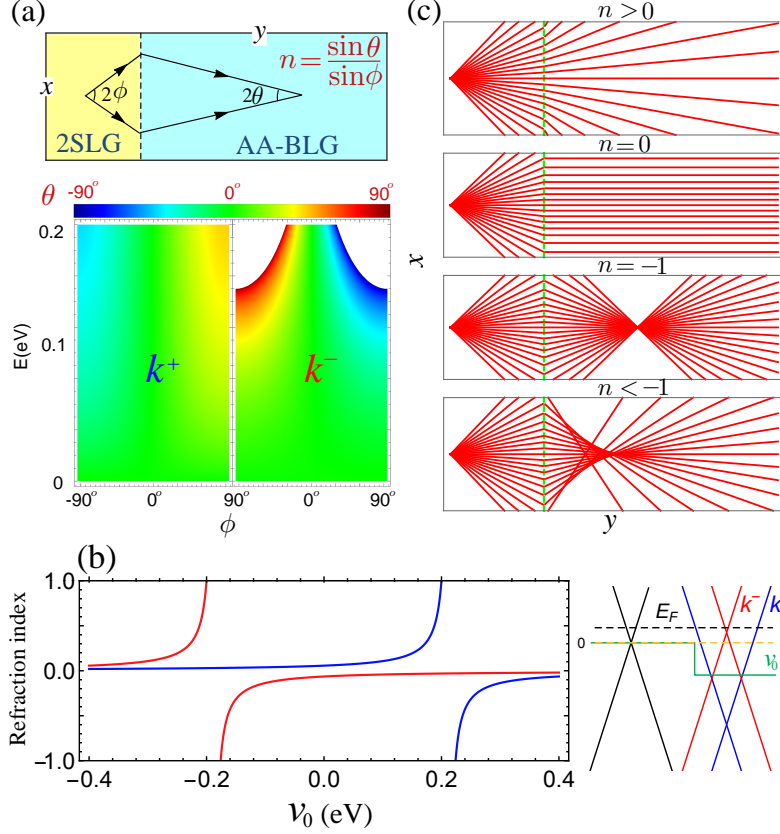 (a)
y
x
2ϕ
2θ
n = sinθ / sinϕ
2SLG
AA-BLG
θ -90° 0° 90°
0.2
0.1
0
E(eV)
k⁺
k⁻
-90° 0° 90° 0° 90°
ϕ
(c)
n > 0
n = 0
n = −1
n < −1
x
y
(b)
Refraction index
1.0
0.5
0.0
-0.5
-1.0
−0.4 −0.2 0.0 0.2 0.4
v₀ (eV)
E_F
k⁻
k
0
v₀